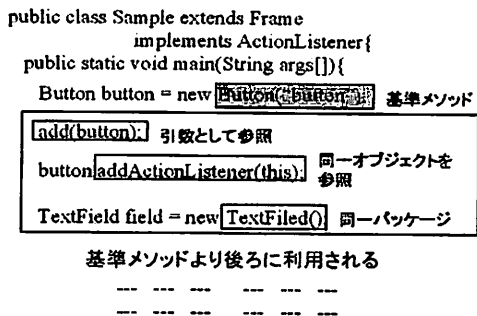 public class Sample extends Frame
implements ActionListener{
public static void main(String args[]){
Button button = new Button("button"); 基準メソッド
add(button); 引数として参照
button.addActionListener(this); 同一オブジェクトを
参照
TextField field = new TextFiled() 同一パッケージ
基準メソッドより後ろに利用される
--- --- --- --- --- ---
--- --- --- --- --- ---